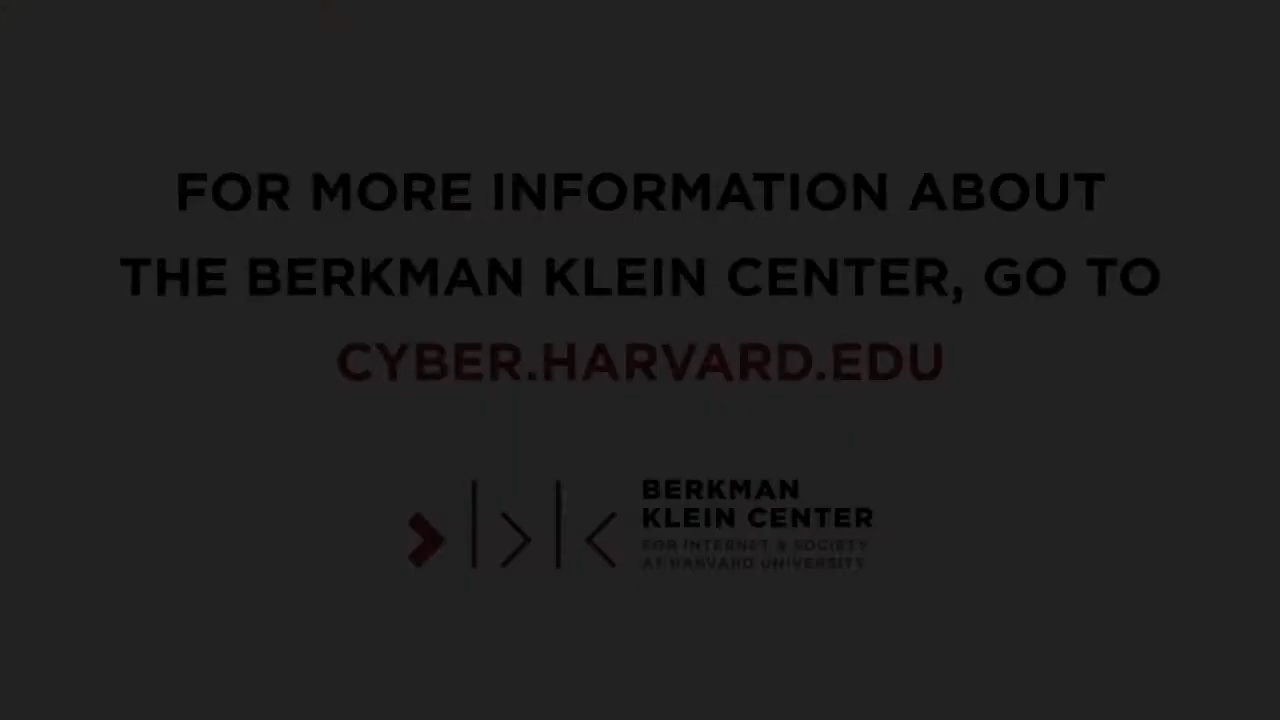 FOR MORE INFORMATION ABOUT
THE BERKMAN KLEIN CENTER, GO TO
CYBER.HARVARD.EDU
BERKMAN
KLEIN CENTER
FOR INTERNET & SOCIETY
AT HARVARD UNIVERSITY